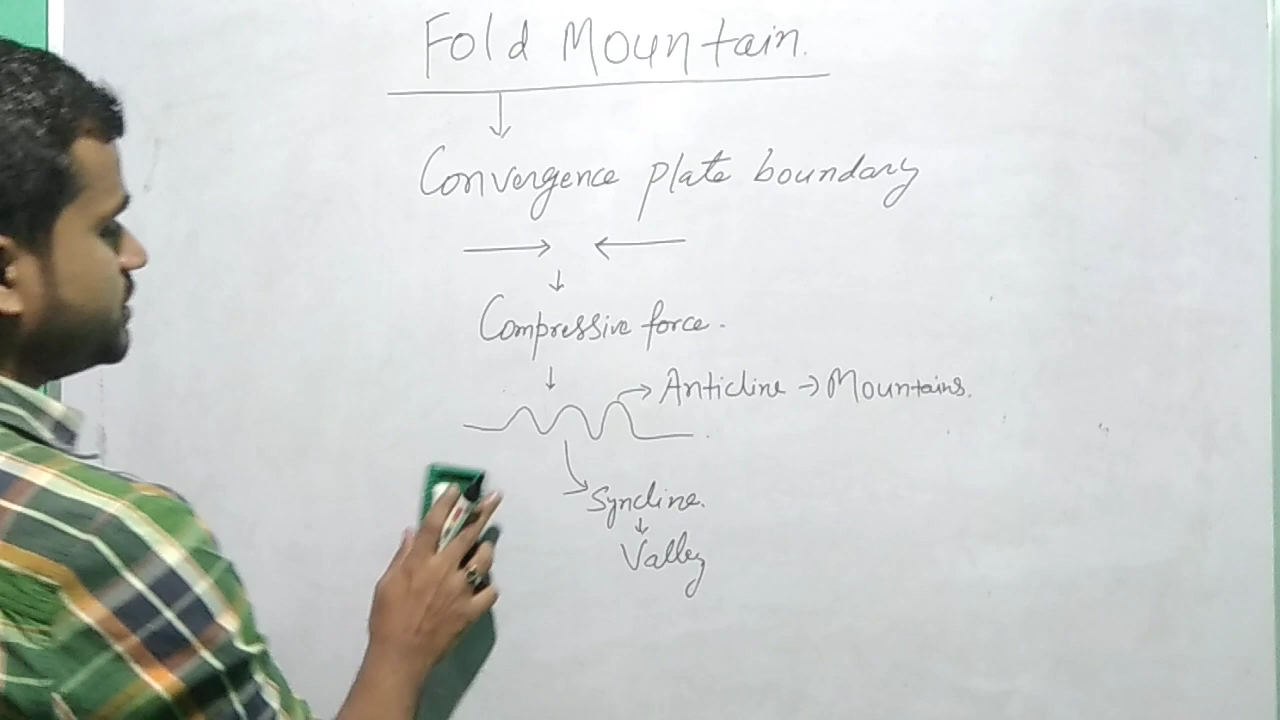 Fold Mountain.
Convergence plate boundary
Compressive force.
Anticline → Mountains.
Syncline.
Valley